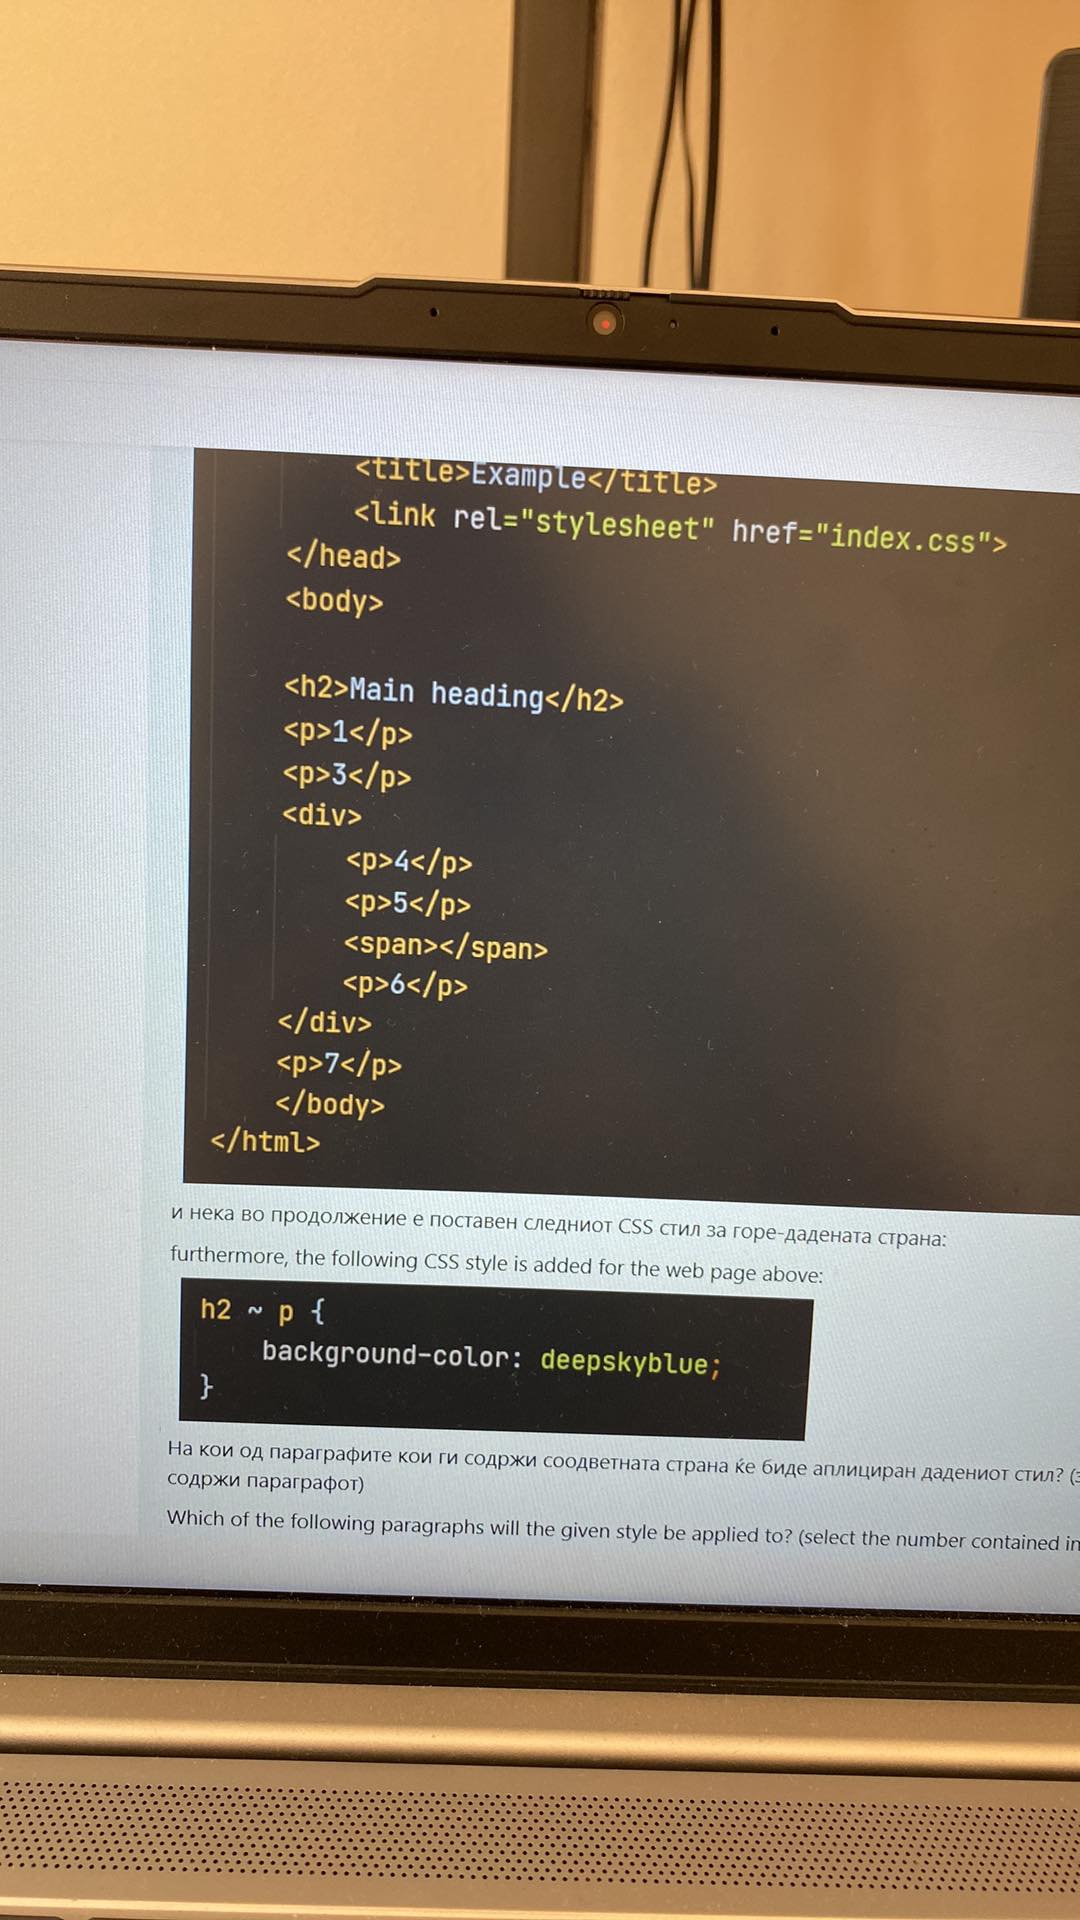 <title>Example</title>
<link rel="stylesheet" href="index.css">
</head>
<body>
<h2>Main heading</h2>
<p>1</p>
<p>3</p>
<div>
<p>4</p>
<p>5</p>
<span></span>
<p>6</p>
</div>
<p>7</p>
</body>
</html>
и нека во продолжение е поставен следниот CSS стил за горе-дадената страна:
furthermore, the following CSS style is added for the web page above:
h2 ~ p {
background-color: deepskyblue;
}
На кои од параграфите кои ги содржи соодветната страна ќе биде аплициран дадениот стил? (
содржи параграфот)
Which of the following paragraphs will the given style be applied to? (select the number contained in